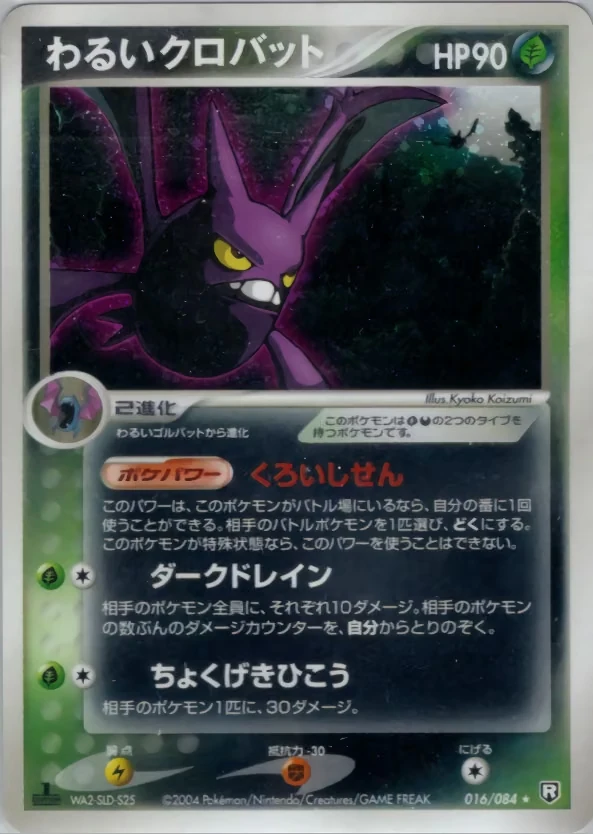 わるいクロバット HP90
Illus. Kyoko Koizumi
2進化
わるいゴルバットから進化
このポケモンはの2つのタイプを
持つポケモンです。
ポケパワー くろいしせん
このパワーは、このポケモンがバトル場にいるなら、自分の番に1回
使うことができる。相手のバトルポケモンを1匹選び、どくにする。
このポケモンが特殊状態なら、このパワーを使うことはできない。
ダークドレイン
相手のポケモン全員に、それぞれ10ダメージ。相手のポケモン
の数ぶんのダメージカウンターを、自分からとりのぞく。
ちょくげきひこう
相手のポケモン1匹に、30ダメージ。
弱点 抵抗力 -30 にげる
1
WA2-SLD-S25 ©2004 Pokémon/Nintendo/Creatures/GAME FREAK 016/084 ★ R